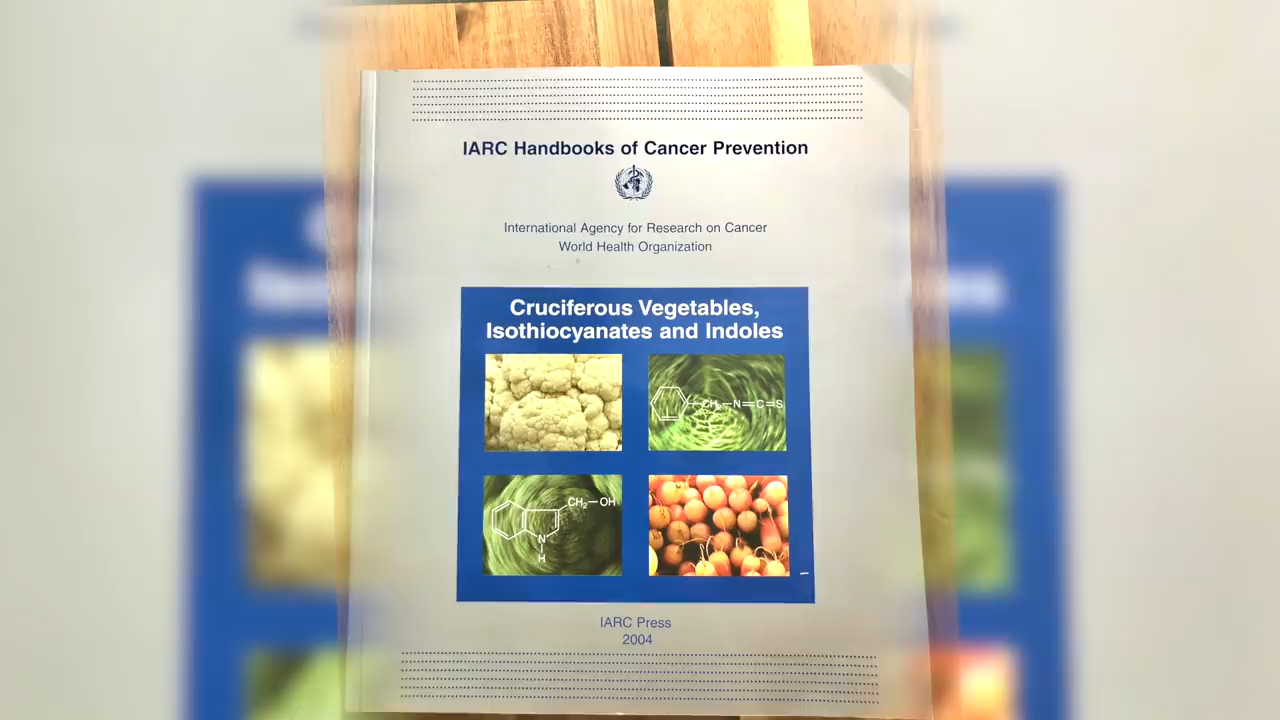 IARC Handbooks of Cancer Prevention
International Agency for Research on Cancer
World Health Organization
Cruciferous Vegetables,
Isothiocyanates and Indoles
CH₂—N=C=S
CH₂—OH
N
H
IARC Press
2004